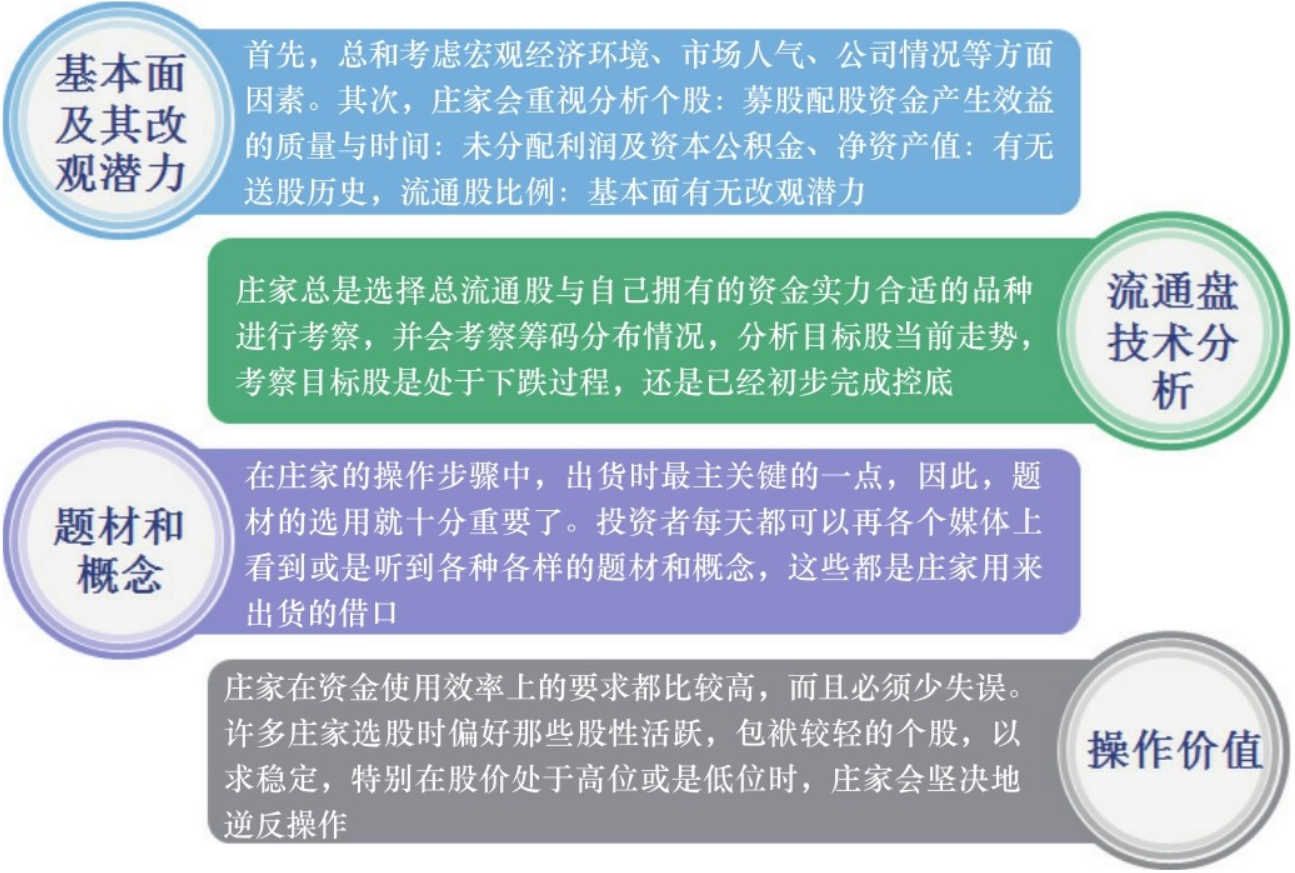 基本面
及其改
观潜力
首先，总和考虑宏观经济环境、市场人气、公司情况等方面
因素。其次，庄家会重视分析个股：募股配股资金产生效益
的质量与时间：未分配利润及资本公积金、净资产值：有无
送股历史，流通股比例：基本面有无改观潜力
庄家总是选择总流通股与自己拥有的资金实力合适的品种
进行考察，并会考察筹码分布情况，分析目标股当前走势，
考察目标股是处于下跌过程，还是已经初步完成控底
流通盘
技术分
析
题材和
概念
在庄家的操作步骤中，出货时最主关键的一点，因此，题
材的选用就十分重要了。投资者每天都可以再各个媒体上
看到或是听到各种各样的题材和概念，这些都是庄家用来
出货的借口
庄家在资金使用效率上的要求都比较高，而且必须少失误。
许多庄家选股时偏好那些股性活跃，包袱较轻的个股，以
求稳定，特别在股价处于高位或是低位时，庄家会坚决地
逆反操作
操作价值